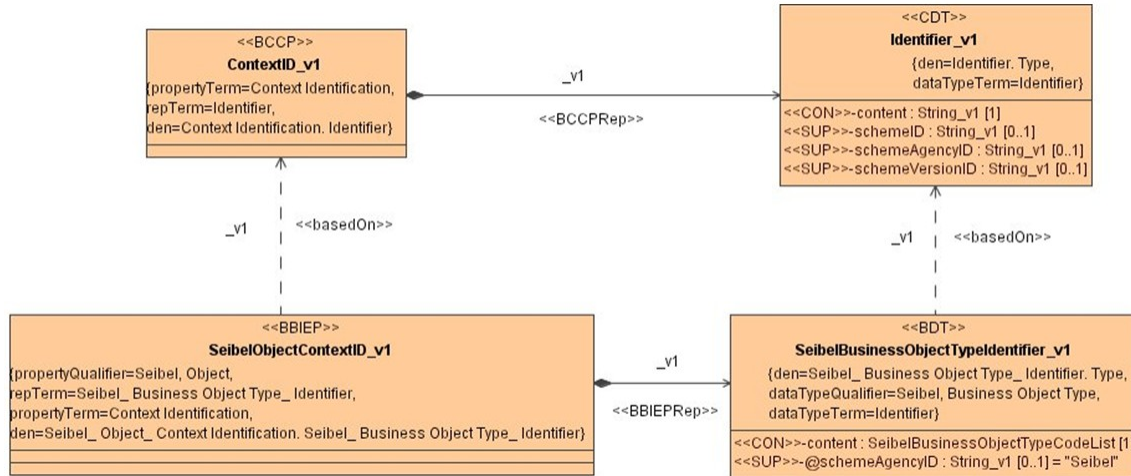 <<BCCP>>
ContextID_v1
{propertyTerm=Context Identification,
repTerm=Identifier,
den=Context Identification. Identifier}
_v1
<<BCCPRep>>
<<CDT>>
Identifier_v1
{den=Identifier. Type,
dataTypeTerm=Identifier}
<<CON>>-content : String_v1 [1]
<<SUP>>-schemeID : String_v1 [0..1]
<<SUP>>-schemeAgencyID : String_v1 [0..1]
<<SUP>>-schemeVersionID : String_v1 [0..1]
_v1
<<basedOn>>
_v1
<<basedOn>>
<<BBIEP>>
SeibelObjectContextID_v1
{propertyQualifier=Seibel, Object,
repTerm=Seibel_ Business Object Type_ Identifier,
propertyTerm=Context Identification,
den=Seibel_ Object_ Context Identification. Seibel_ Business Object Type_ Identifier}
_v1
<<BBIEPRep>>
<<BDT>>
SeibelBusinessObjectTypeIdentifier_v1
{den=Seibel_ Business Object Type_ Identifier. Type,
dataTypeQualifier=Seibel, Business Object Type,
dataTypeTerm=Identifier}
<<CON>>-content : SeibelBusinessObjectTypeCodeList [1
<<SUP>>-@schemeAgencyID : String_v1 [0..1] = "Seibel"